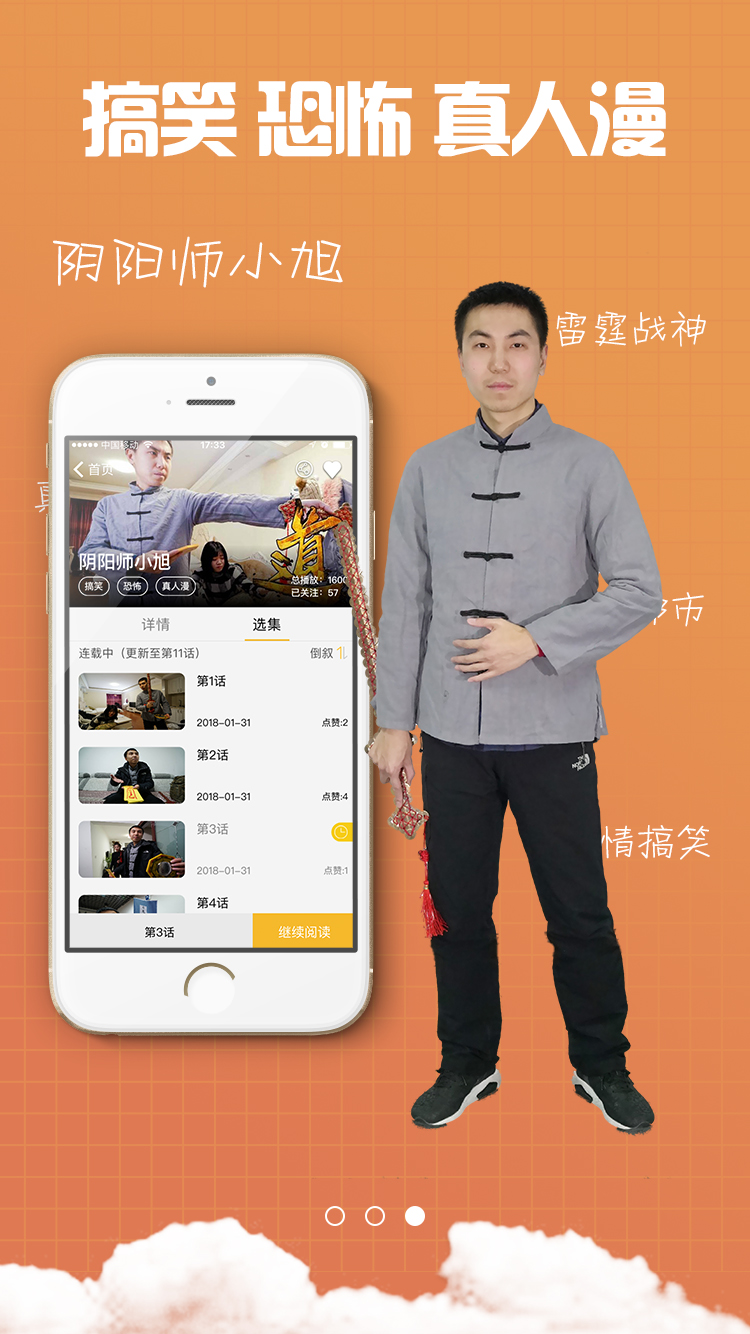 搞笑 恐怖 真人漫
阴阳师小旭
雷霆战神
中国移动
17:33
首页
道
阴阳师小旭
搞笑
恐怖
真人漫
总播放：1600
已关注：57
详情
选集
连载中（更新至第11话）
倒叙
第1话
2018-01-31
点赞:2
第2话
2018-01-31
点赞:4
第3话
2018-01-31
点赞:1
第4话
第3话
继续阅读
市
情搞笑
THE NORTH FACE